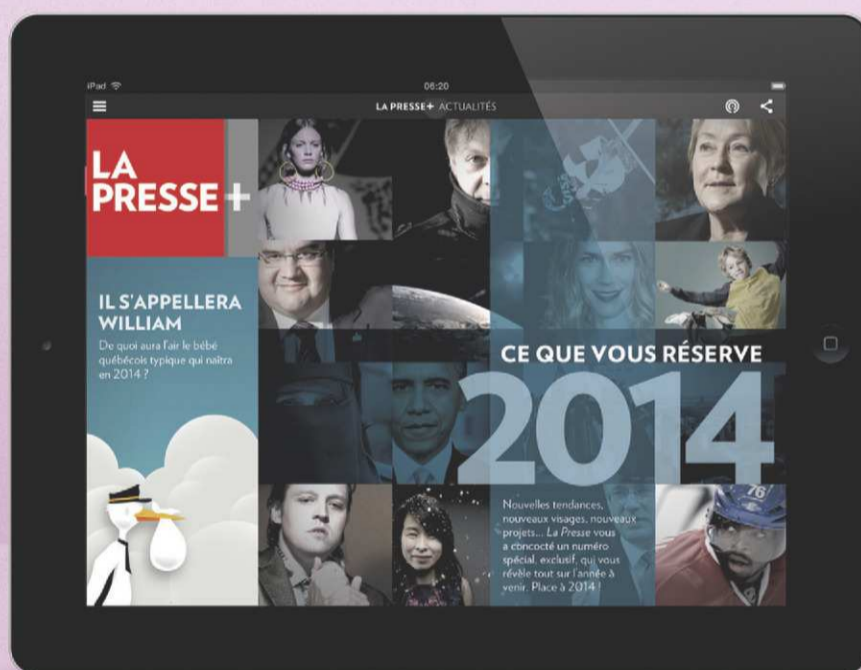 iPad
06:20
LA PRESSE+ ACTUALITÉS
LA
PRESSE+
IL S'APPELLERA
WILLIAM
De quoi aura l'air le bébé
québécois typique qui naîtra
en 2014 ?
CE QUE VOUS RÉSERVE
2014
Nouvelles tendances,
nouveaux visages, nouveaux
projets... La Presse vous
a concocté un numéro
spécial, exclusif, qui vous
révèle tout sur l'année à
venir. Place à 2014 !
76